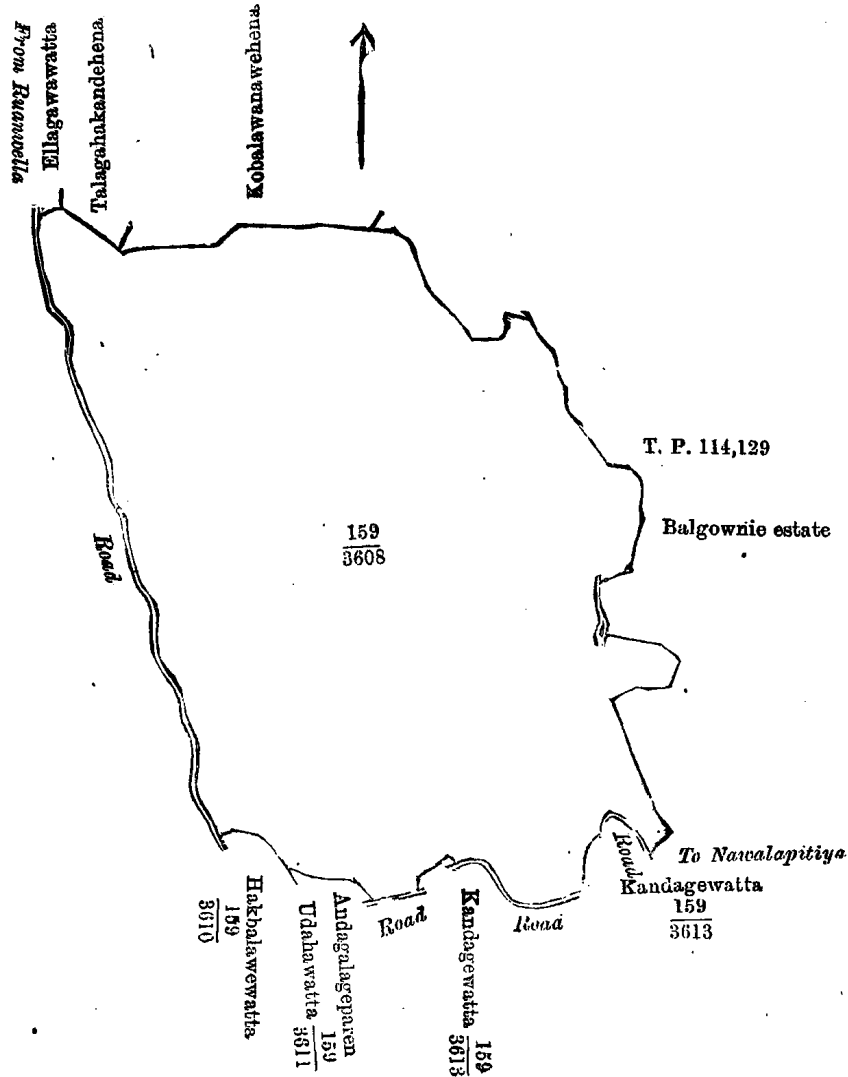 From Ruanwella
Ellagawawatta
Talagahakandehena
Kobalawanawehena
T. P. 114,129
Balgownie estate
159
3608
Road
To Nawalapitiya
Road
Kandagewatta
159
3613
Road
Road
Kandagewatta 159
3613
Andagalageparen
Udahawatta 159
3611
Hakbalawewatta
159
3610